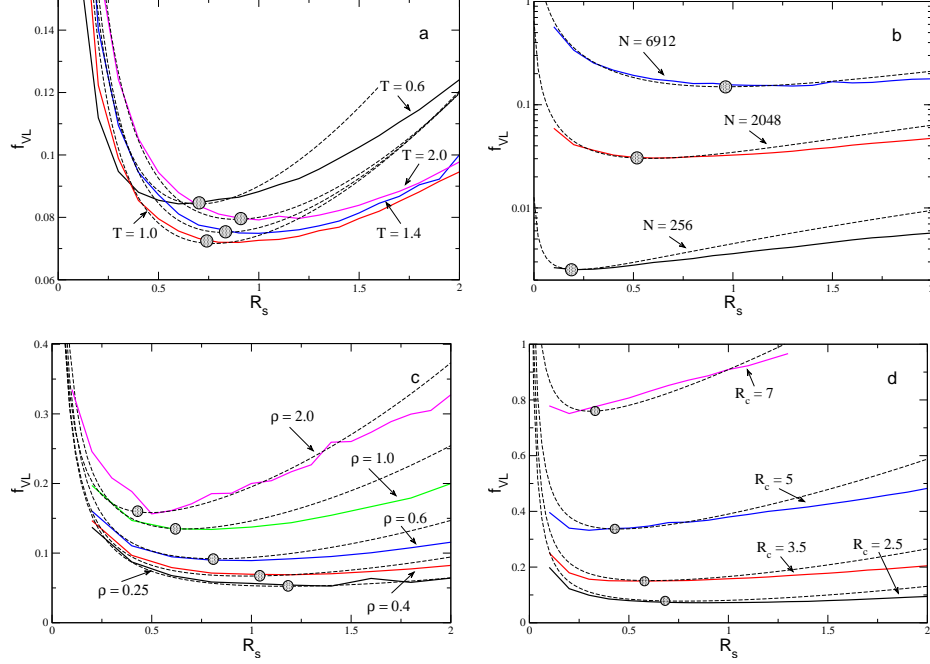 a
T = 0.6
T = 2.0
T = 1.0
T = 1.4
0.14
0.12
0.1
0.08
0.06
0
0.5
1
1.5
2
f_VL
R_s
b
N = 6912
N = 2048
N = 256
1
0.1
0.01
0
0.5
1
1.5
2
f_VL
R_s
c
ρ = 2.0
ρ = 1.0
ρ = 0.6
ρ = 0.25
ρ = 0.4
0.4
0.3
0.2
0.1
0
0
0.5
1
1.5
2
f_VL
R_s
d
R_c = 7
R_c = 5
R_c = 3.5
R_c = 2.5
1
0.8
0.6
0.4
0.2
0
0
0.5
1
1.5
2
f_VL
R_s